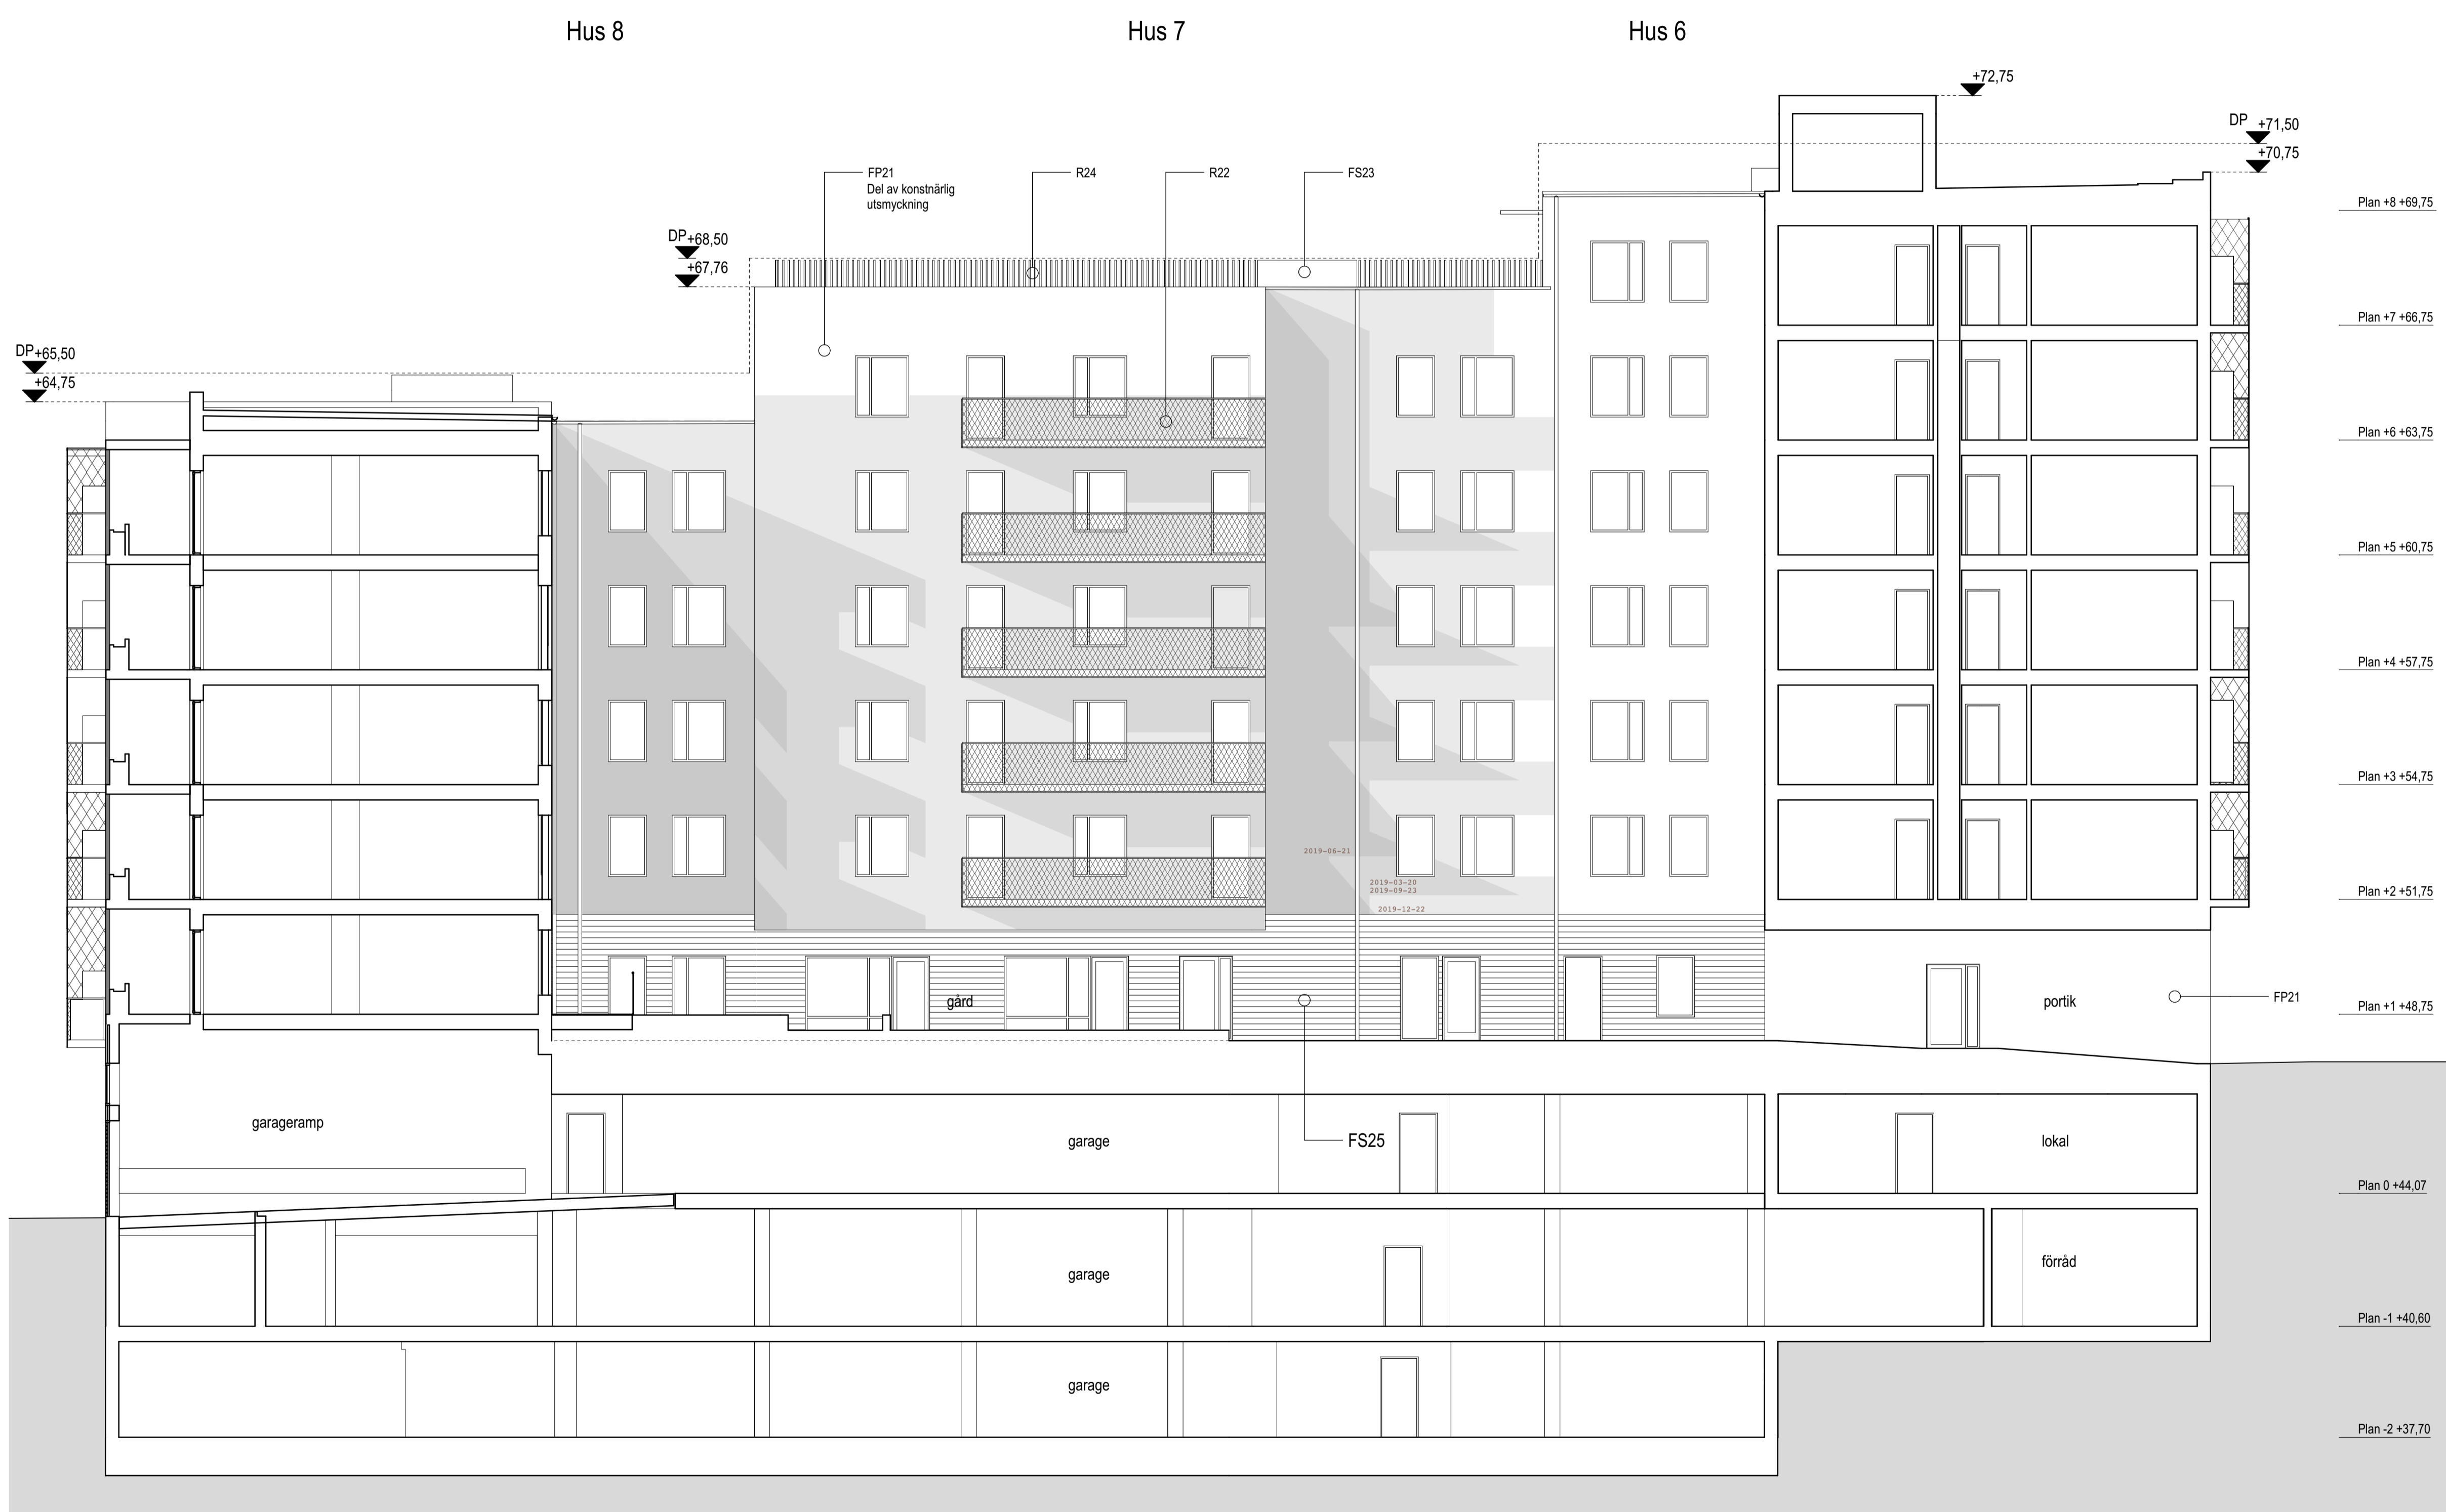 Hus 8
Hus 7
Hus 6
+72,75
DP +71,50
+70,75
FP21
Del av konstnärlig
utsmyckning
R24
R22
FS23
Plan +8 +69,75
DP +68,50
+67,76
Plan +7 +66,75
DP +65,50
+64,75
Plan +6 +63,75
Plan +5 +60,75
Plan +4 +57,75
Plan +3 +54,75
2019-06-21
2019-03-20
2019-09-23
2019-12-22
Plan +2 +51,75
gård
portik
FP21
Plan +1 +48,75
garageramp
garage
FS25
lokal
Plan 0 +44,07
garage
förråd
Plan -1 +40,60
garage
Plan -2 +37,70